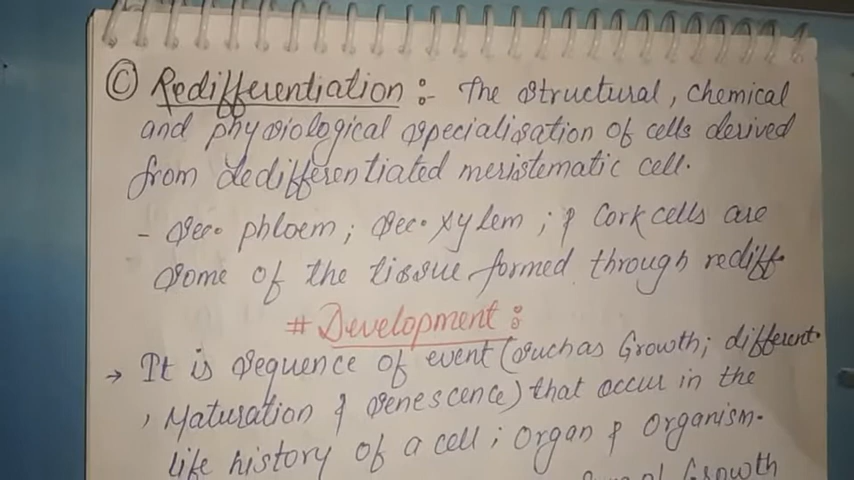 Ⓒ Redifferentiation :- The structural, chemical
and physiological specialisation of cells derived
from dedifferentiated meristematic cell.
- Sec. phloem; Sec. xylem; & Cork cells are
some of the tissue formed through rediff.
# Development :
→ It is sequence of event (such as Growth; different.
, Maturation & senescence) that occur in the
life history of a cell; Organ & Organism.
Growth